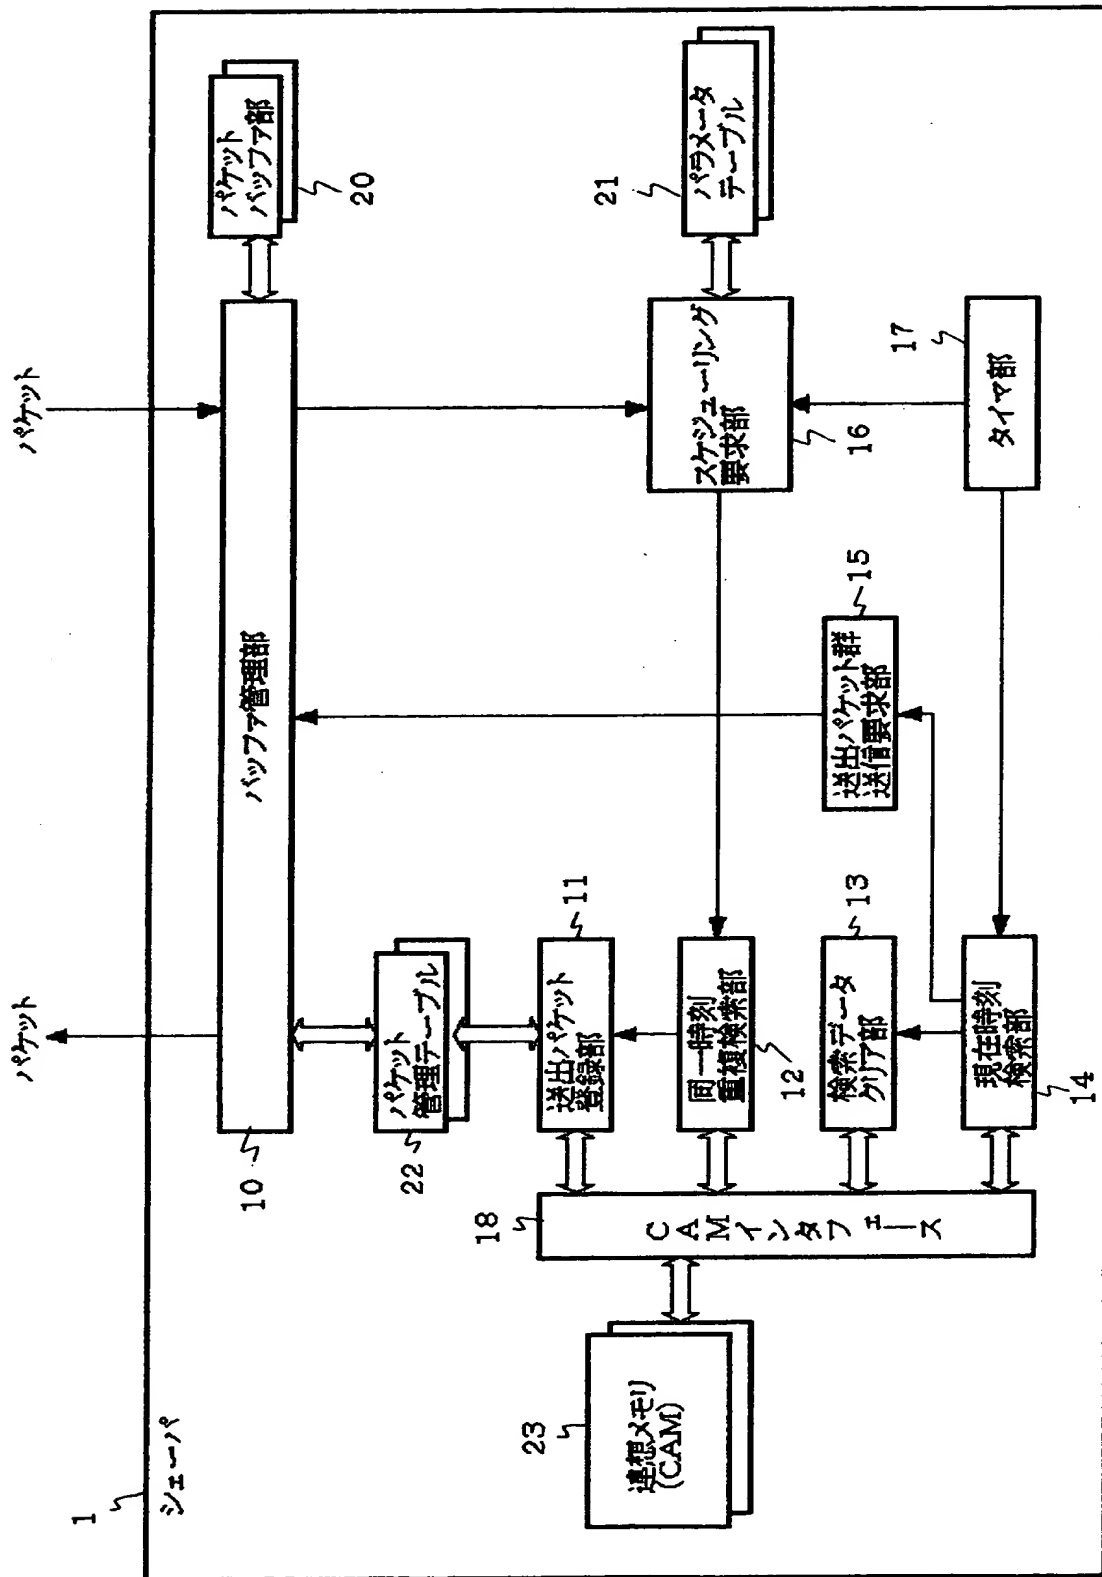 1
シェーパ
パケット
パケット
10
バッファ管理部
パケット
バッファ部
20
22
パケット
管理テーブル
11
送出パケット
登録部
同一時刻
重複検索部
12
スケジューリング
要求部
16
21
パラメータ
テーブル
13
検索データ
クリア部
15
送出パケット群
送信要求部
現在時刻
検索部
14
17
タイマ部
18
CAMインタフェース
23
連想メモリ
(CAM)